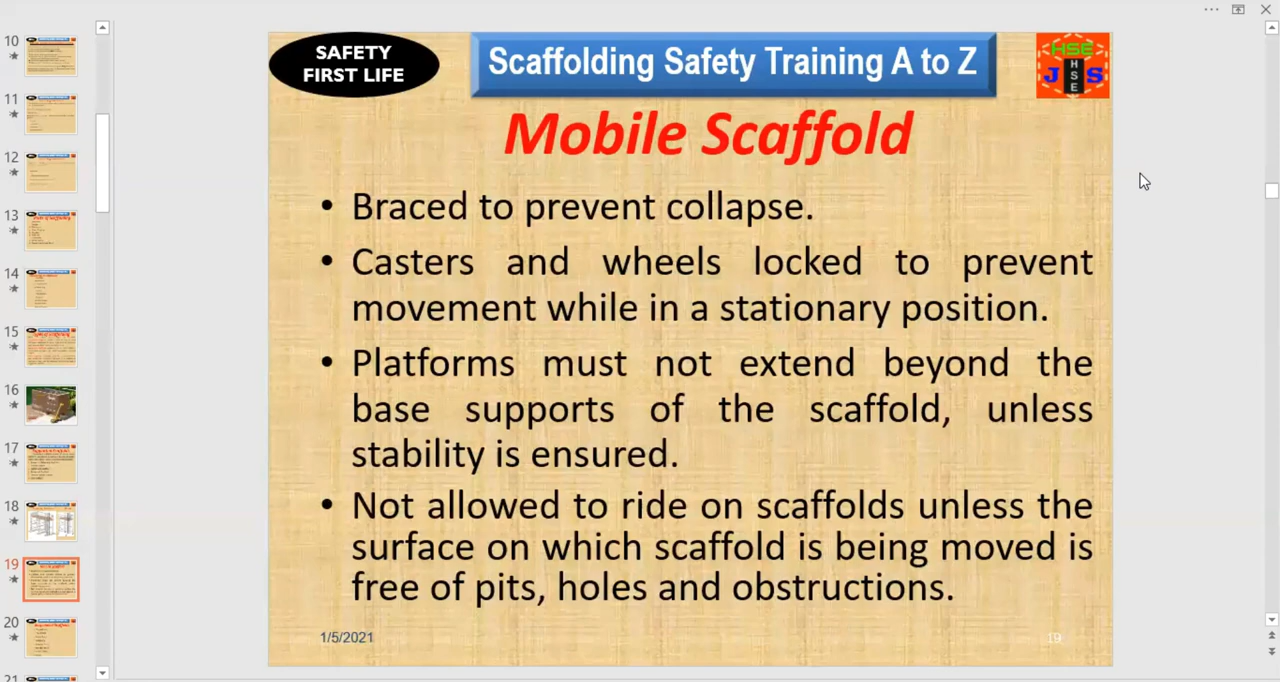 10
11
12
13
14
15
16
17
18
19
20
21
SAFETY
FIRST LIFE
Scaffolding Safety Training A to Z
HSE
J S
H
S
E
Mobile Scaffold
• Braced to prevent collapse.
• Casters and wheels locked to prevent
movement while in a stationary position.
• Platforms must not extend beyond the
base supports of the scaffold, unless
stability is ensured.
• Not allowed to ride on scaffolds unless the
surface on which scaffold is being moved is
free of pits, holes and obstructions.
1/5/2021
19